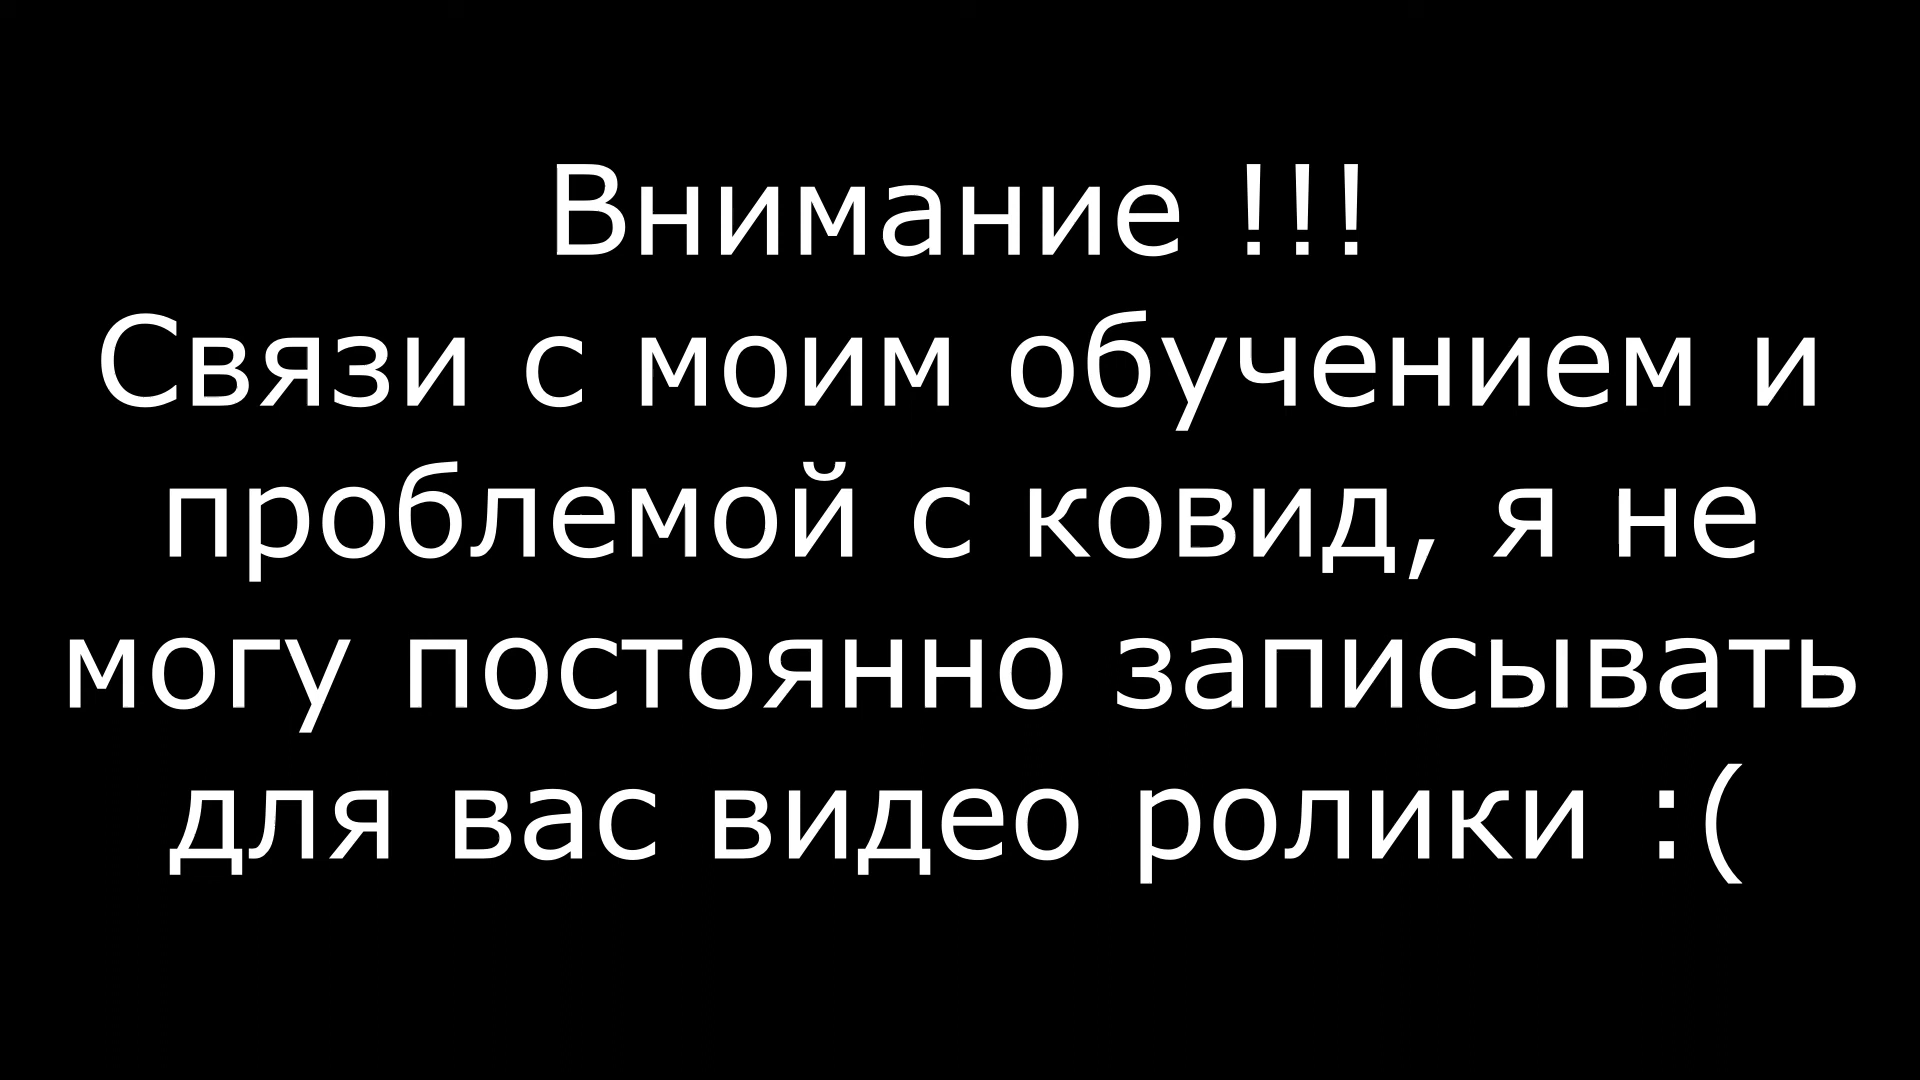 Внимание !!!
Связи с моим обучением и
проблемой с ковид, я не
могу постоянно записывать
для вас видео ролики :(